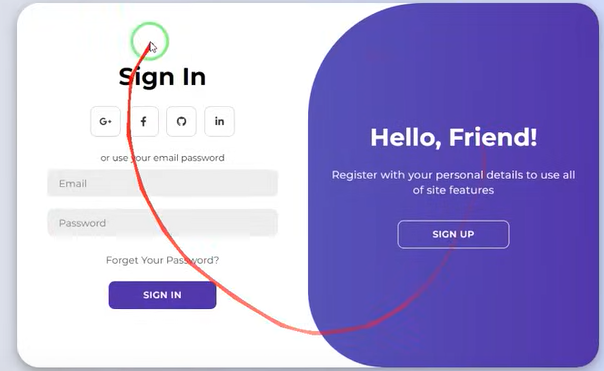 Sign In
G+
f
in
or use your email password
Email
Password
Forget Your Password?
SIGN IN
Hello, Friend!
Register with your personal details to use all
of site features
SIGN UP